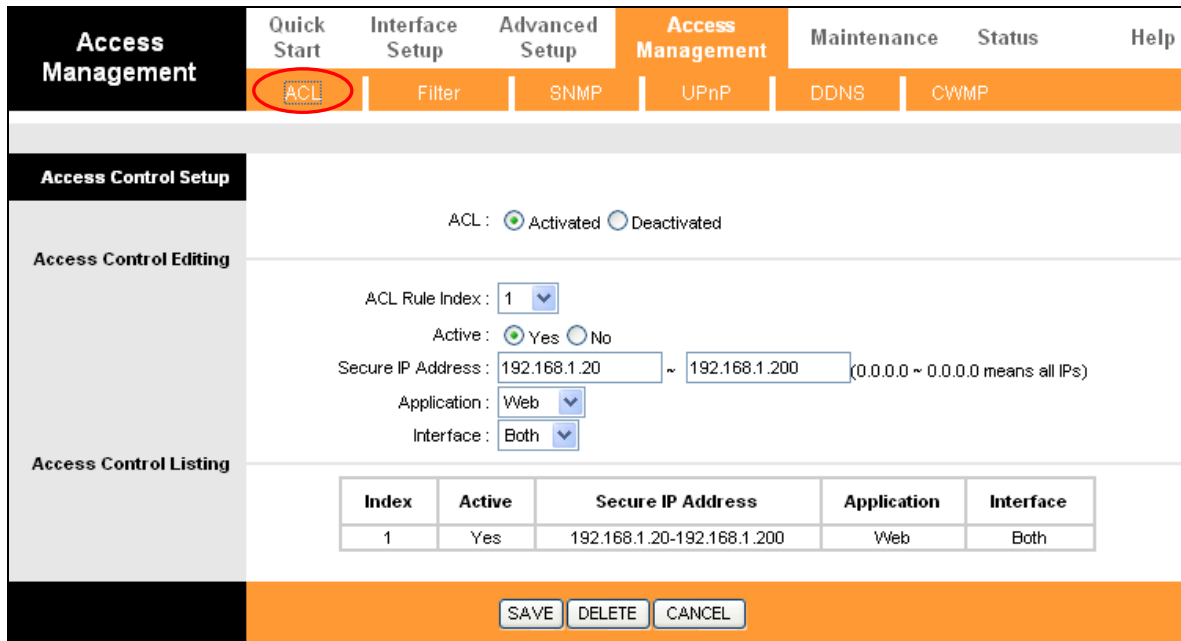 Access Management
Quick Start
Interface Setup
Advanced Setup
Access Management
Maintenance
Status
Help
ACL
Filter
SNMP
UPnP
DDNS
CWMP
Access Control Setup
ACL : Activated Deactivated
Access Control Editing
ACL Rule Index : 1
Active : Yes No
Secure IP Address : 192.168.1.20 ~ 192.168.1.200 (0.0.0.0 ~ 0.0.0.0 means all IPs)
Application : Web
Interface : Both
Access Control Listing
Index Active Secure IP Address Application Interface
1 Yes 192.168.1.20-192.168.1.200 Web Both
SAVE DELETE CANCEL